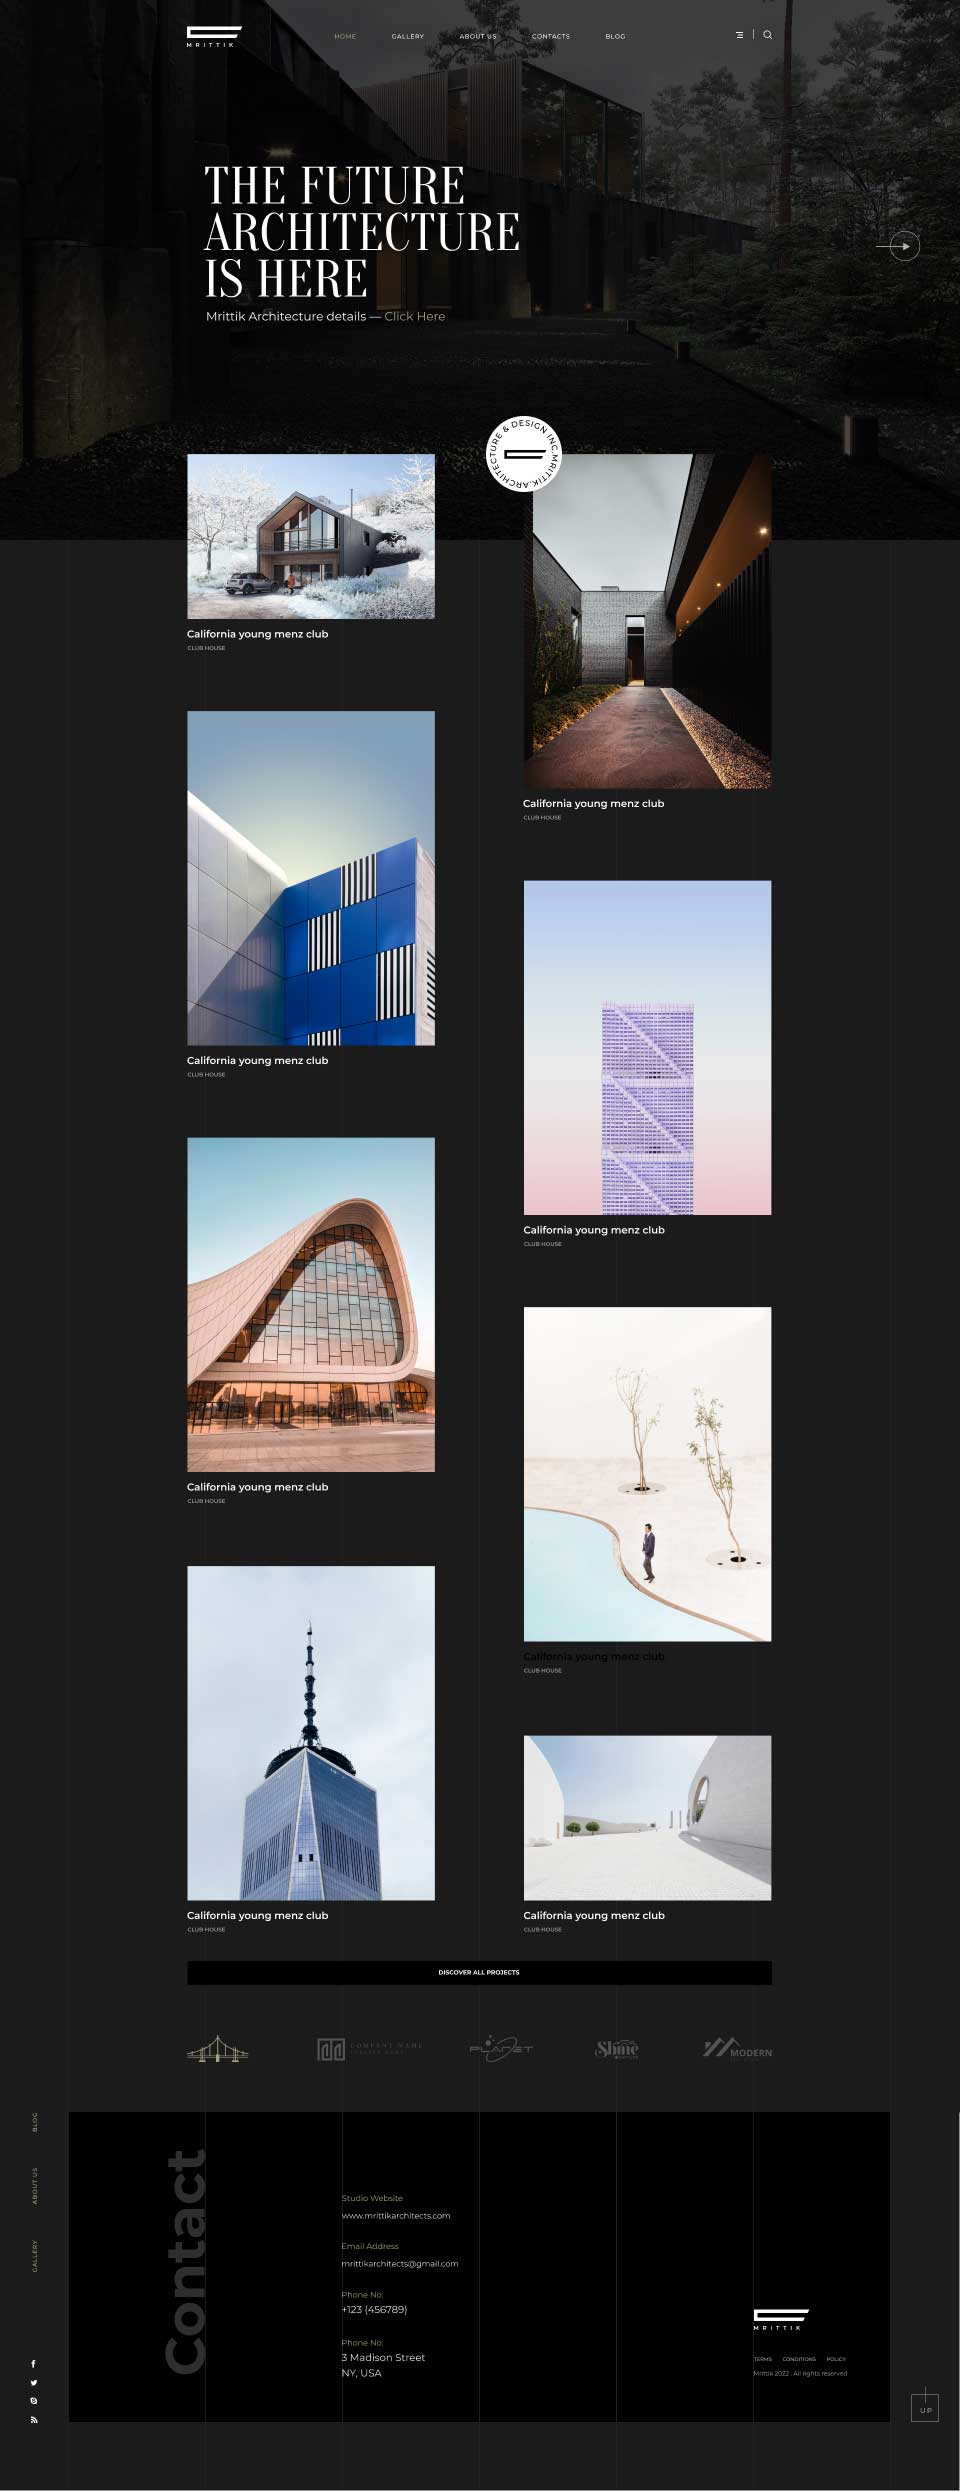 MRITTIK
HOME
GALLERY
ABOUT US
CONTACTS
BLOG
THE FUTURE
ARCHITECTURE
IS HERE
Mrittik Architecture details — Click Here
MRITTIK.ARCHITECTURE & DESIGN INC.
California young menz club
CLUB HOUSE
California young menz club
CLUB HOUSE
California young menz club
CLUB HOUSE
California young menz club
CLUB HOUSE
California young menz club
CLUB HOUSE
California young menz club
CLUB HOUSE
California young menz club
CLUB HOUSE
California young menz club
CLUB HOUSE
DISCOVER ALL PROJECTS
COMPANY NAME
PLANET
Shine
MODERN
BLOG
ABOUT US
GALLERY
Contact
Studio Website
www.mrittikarchitects.com
Email Address
mrittikarchitects@gmail.com
Phone No:
+123 (456789)
Phone No:
3 Madison Street
NY, USA
MRITTIK
TERMS
CONDITIONS
POLICY
Mrittik 2022 . All rights reserved
UP